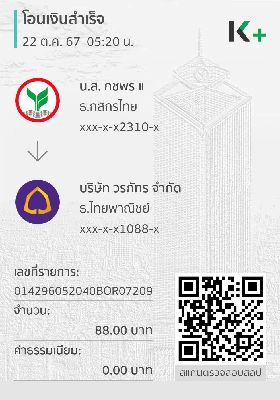 โอนเงินสำเร็จ
22 ต.ค. 67 05:20 น.
K+
น.ส. กชพร แ
ธ.กสิกรไทย
xxx-x-x2310-x
บริษัท วรภัทร จำกัด
ธ.ไทยพาณิชย์
xxx-x-x1088-x
เลขที่รายการ:
014296052040BOR07209
จำนวน:
88.00 บาท
ค่าธรรมเนียม:
0.00 บาท
สแกนตรวจสอบสลิป